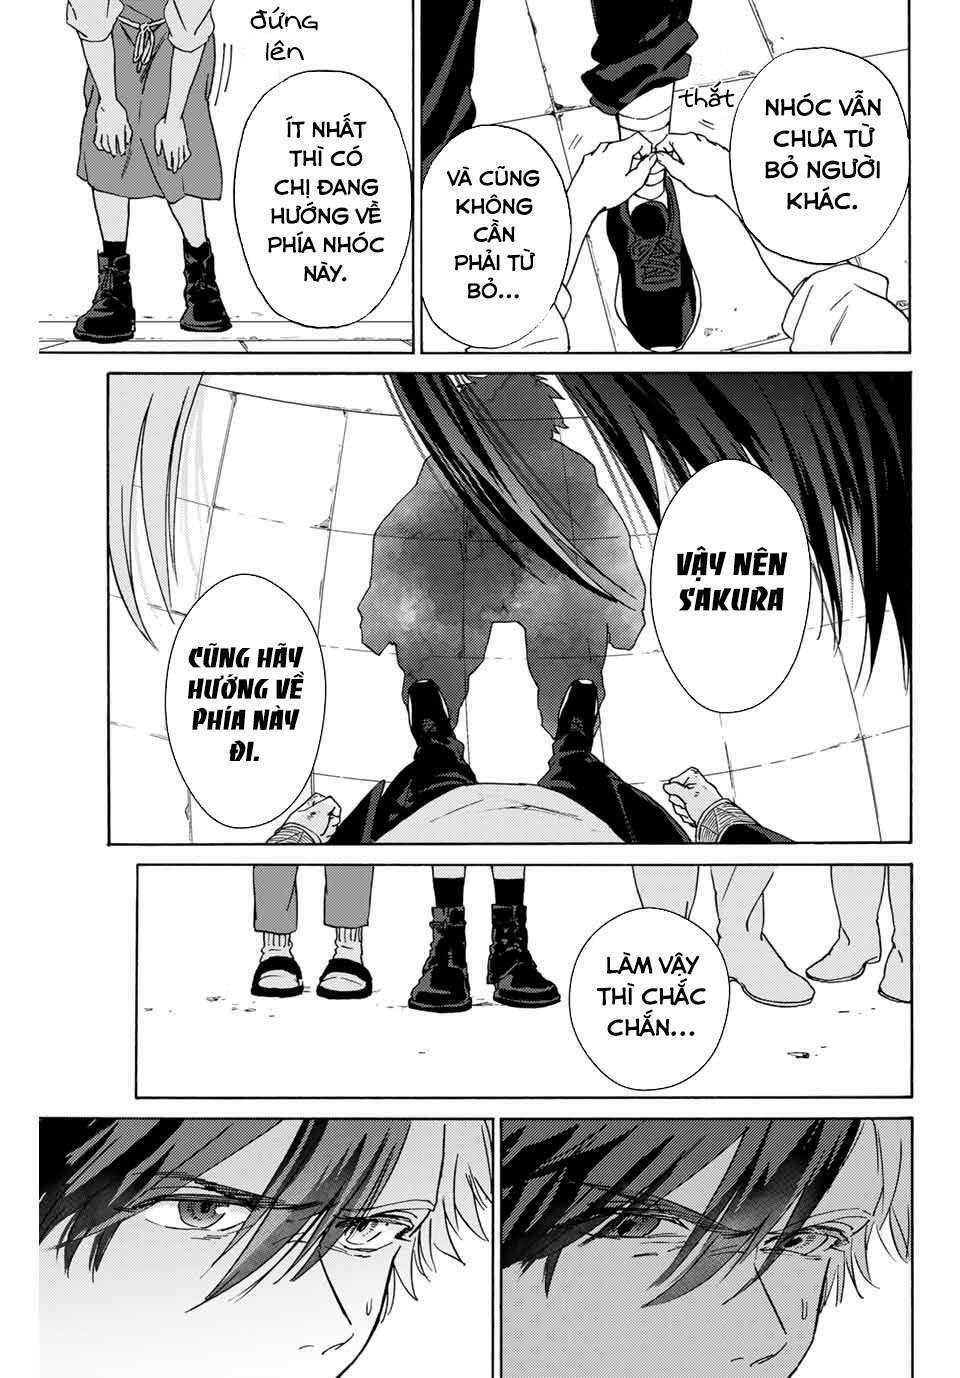 NHÓC VẪN
CHƯA TỪ
BỎ NGƯỜI
KHÁC.
thắt
VÀ CŨNG
KHÔNG
CẦN
PHẢI TỪ
BỎ...
đứng
lên
ÍT NHẤT
THÌ CÓ
CHỊ ĐANG
HƯỚNG VỀ
PHÍA NHÓC
NÀY.
VẬY NÊN
SAKURA
CŨNG HÃY
HƯỚNG VỀ
PHÍA NÀY
ĐI.
LÀM VẬY
THÌ CHẮC
CHẮN...